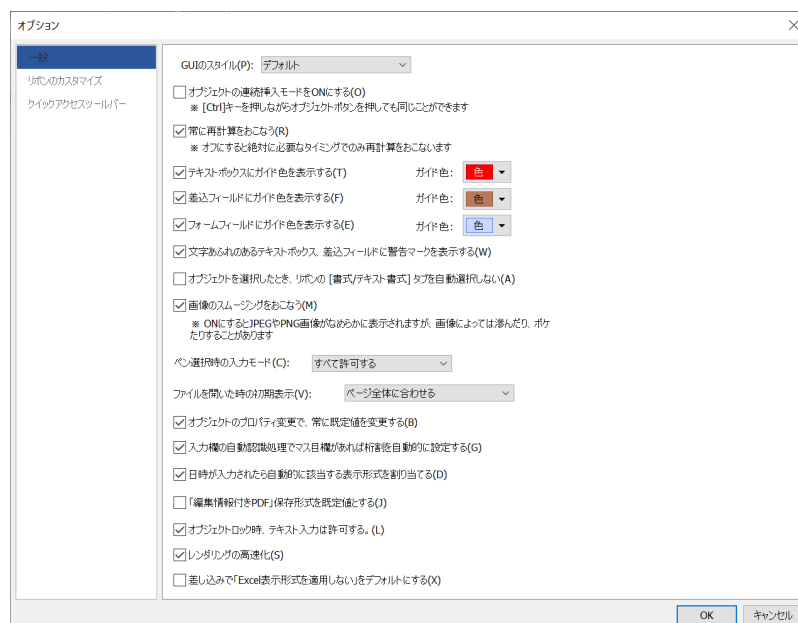 オプション
一般
リボンのカスタマイズ
クイックアクセスツールバー
GUIのスタイル(P): デフォルト
オブジェクトの連続挿入モードをONにする(O)
※ [Ctrl]キーを押しながらオブジェクトボタンを押しても同じことができます
常に再計算をおこなう(R)
※ オフにすると絶対に必要なタイミングでのみ再計算をおこないます
テキストボックスにガイド色を表示する(T) ガイド色: 色
差込フィールドにガイド色を表示する(F) ガイド色: 色
フォームフィールドにガイド色を表示する(E) ガイド色: 色
文字あふれのあるテキストボックス、差込フィールドに警告マークを表示する(W)
オブジェクトを選択したとき、リボンの [書式/テキスト書式] タブを自動選択しない(A)
画像のスムージングをおこなう(M)
※ ONにするとJPEGやPNG画像がなめらかに表示されますが、画像によっては滲んだり、ボケ
たりすることがあります
ペン選択時の入力モード(C): すべて許可する
ファイルを開いた時の初期表示(V): ページ全体に合わせる
オブジェクトのプロパティ変更で、常に既定値を変更する(B)
入力欄の自動認識処理でマス目欄があれば桁割を自動的に設定する(G)
日時が入力されたら自動的に該当する表示形式を割り当てる(D)
「編集情報付きPDF」保存形式を既定値とする(J)
オブジェクトロック時、テキスト入力は許可する。(L)
レンダリングの高速化(S)
差し込みで「Excel表示形式を適用しない」をデフォルトにする(X)
OK キャンセル